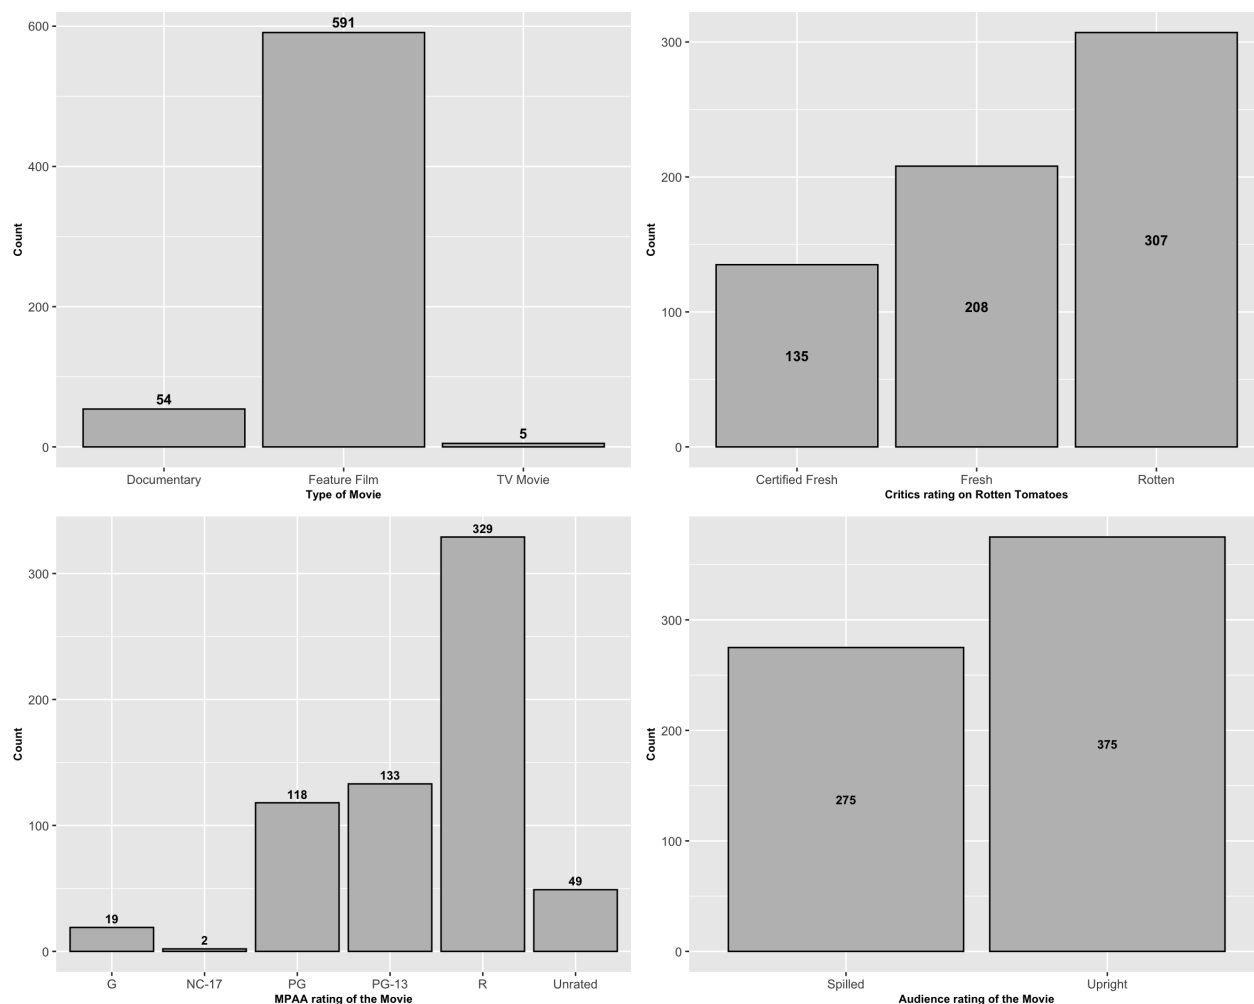 600
400
200
0
Count
591
54
5
Documentary
Feature Film
TV Movie
Type of Movie
300
200
100
0
Count
307
208
135
Certified Fresh
Fresh
Rotten
Critics rating on Rotten Tomatoes
300
200
100
0
Count
329
133
118
49
19
2
G
NC-17
PG
PG-13
R
Unrated
MPAA rating of the Movie
300
200
100
0
Count
375
275
Spilled
Upright
Audience rating of the Movie